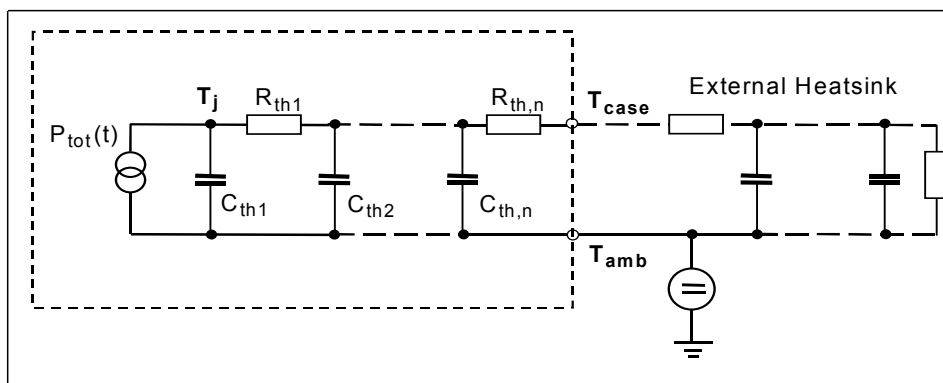 External Heatsink
T_j R_th1 R_th,n T_case
P_tot(t)
C_th1 C_th2 C_th,n
T_amb